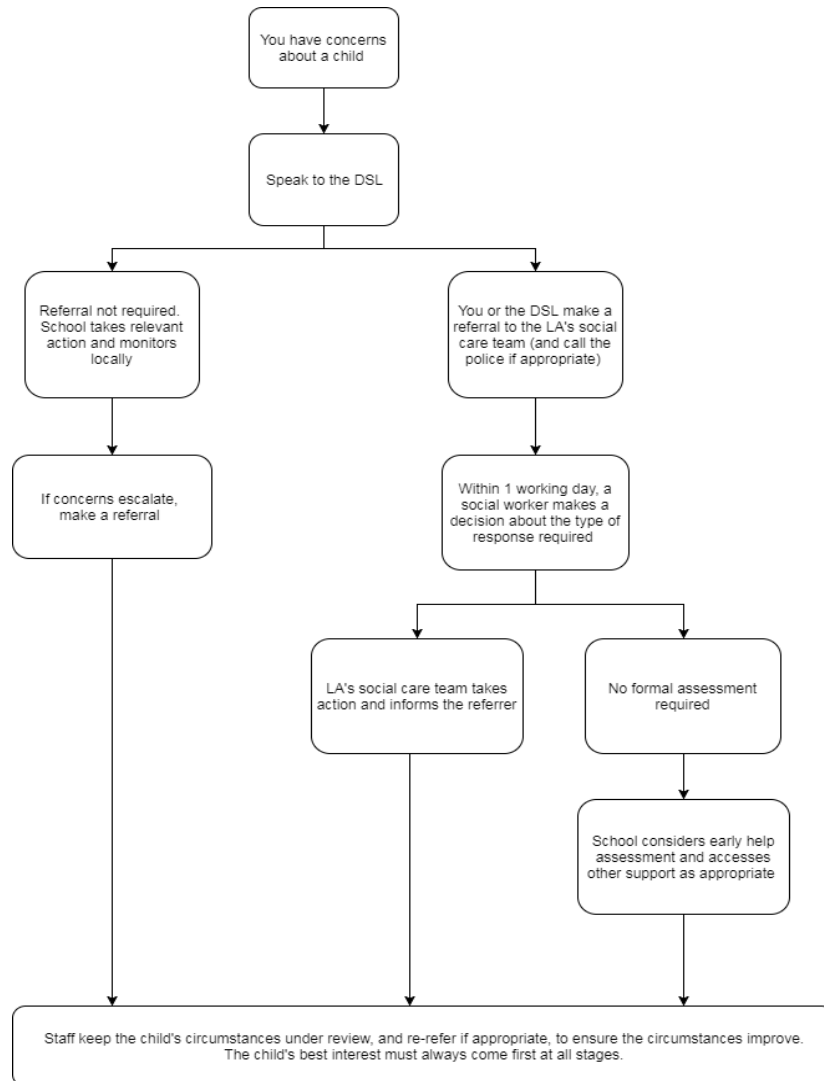 You have concerns
about a child
Speak to the DSL
Referral not required.
School takes relevant
action and monitors
locally
You or the DSL make a
referral to the LA's social
care team (and call the
police if appropriate)
If concerns escalate,
make a referral
Within 1 working day, a
social worker makes a
decision about the type of
response required
LA's social care team takes
action and informs the referrer
No formal assessment
required
School considers early help
assessment and accesses
other support as appropriate
Staff keep the child's circumstances under review, and re-refer if appropriate, to ensure the circumstances improve.
The child's best interest must always come first at all stages.